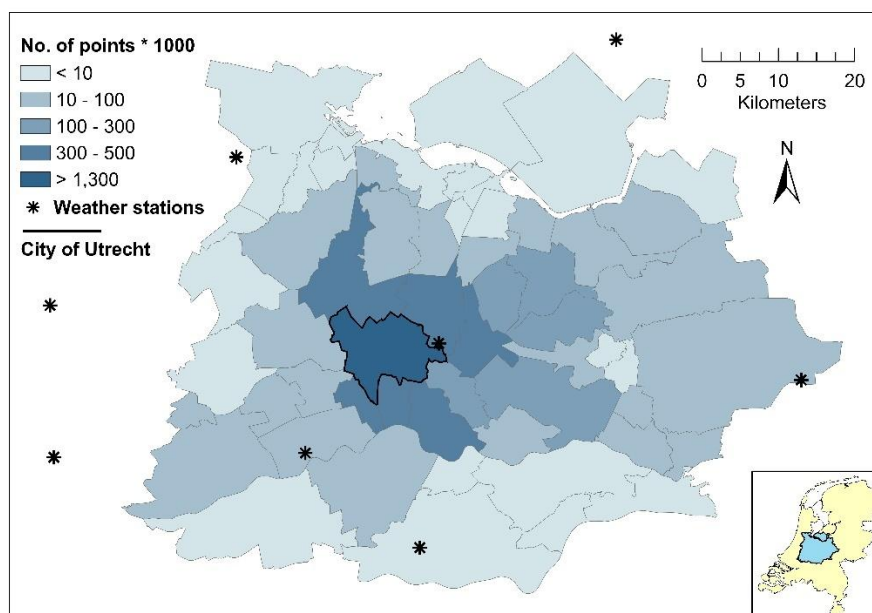 No. of points * 1000
< 10
10 - 100
100 - 300
300 - 500
> 1,300
Weather stations
City of Utrecht
0 10 20
Kilometers
N